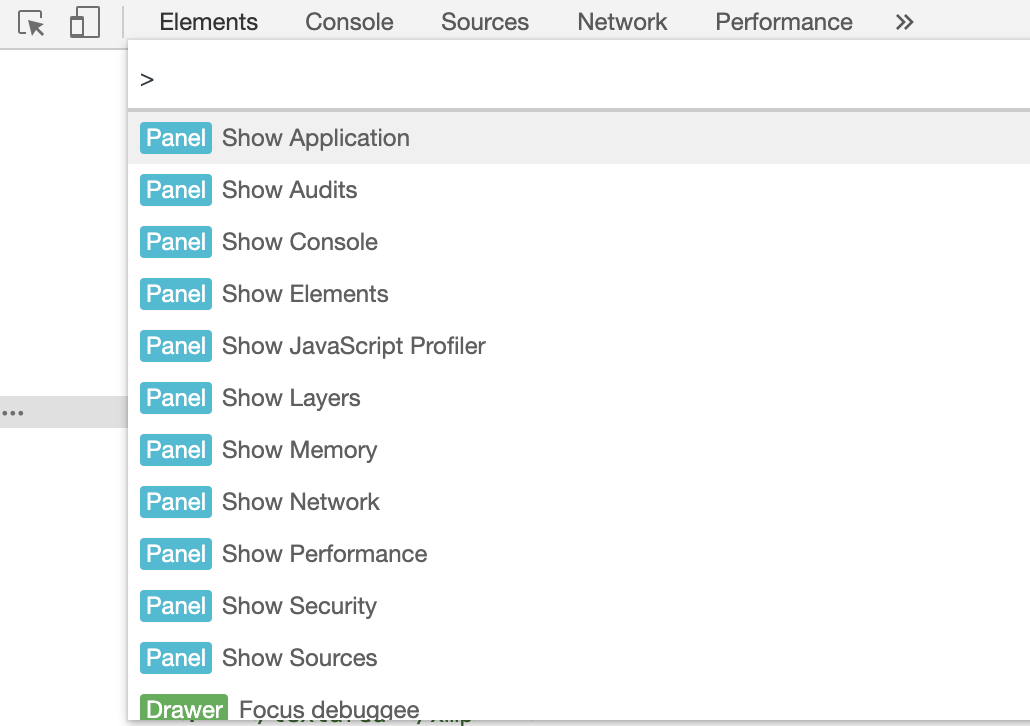 Elements Console Sources Network Performance »
>
Panel Show Application
Panel Show Audits
Panel Show Console
Panel Show Elements
Panel Show JavaScript Profiler
Panel Show Layers
Panel Show Memory
Panel Show Network
Panel Show Performance
Panel Show Security
Panel Show Sources
Drawer Focus debuggee